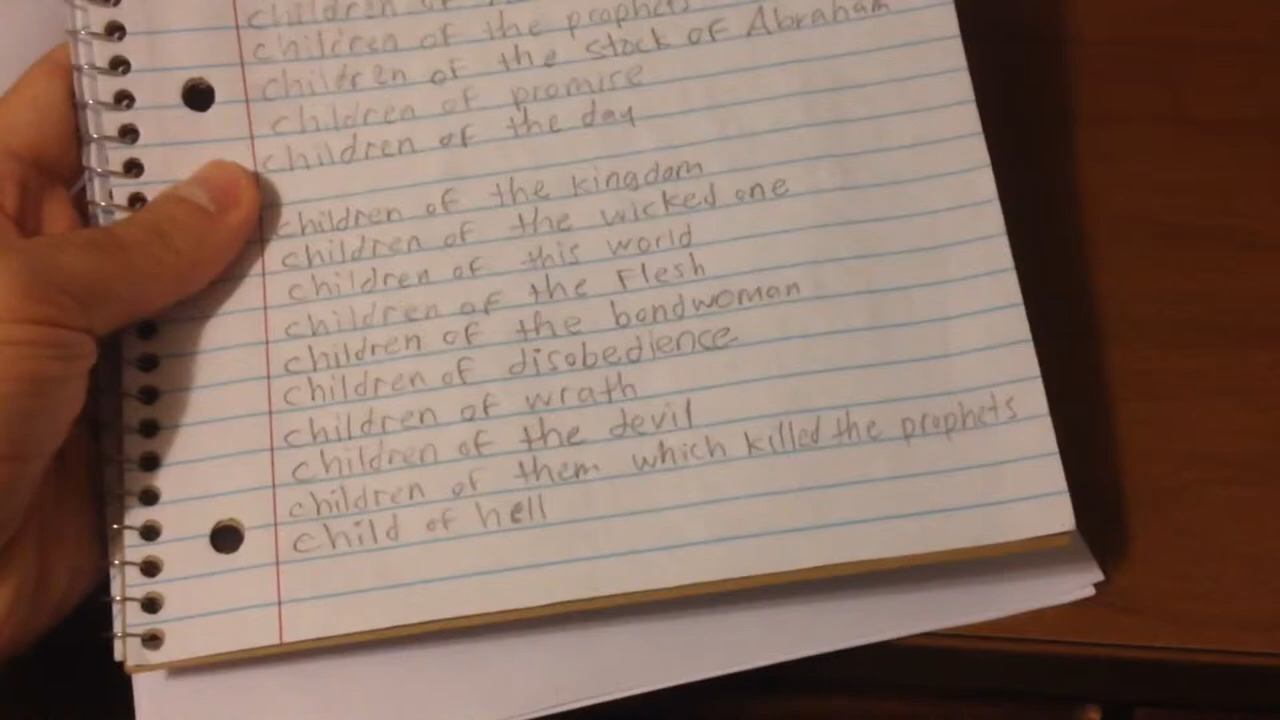 children of
children of the prophets
children of the stock of Abraham
children of promise
children of the day
children of the kingdom
children of the wicked one
children of this world
children of the Flesh
children of the bondwoman
children of disobedience
children of wrath
children of the devil
children of them which killed the prophets
child of hell